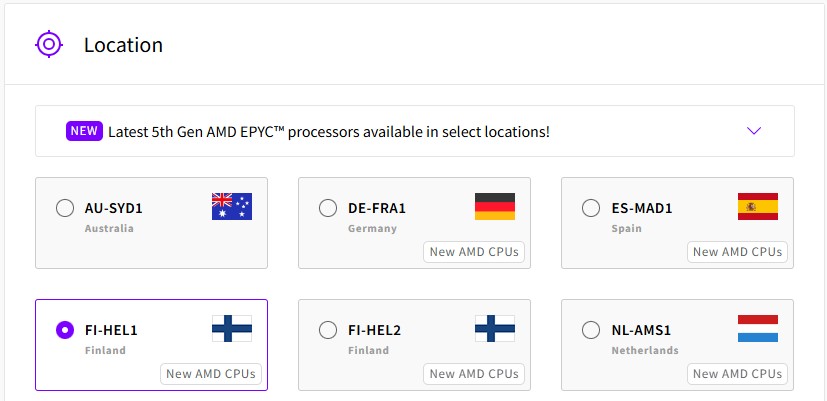 Location
NEW Latest 5th Gen AMD EPYC™ processors available in select locations!
AU-SYD1
Australia
DE-FRA1
Germany
New AMD CPUs
ES-MAD1
Spain
New AMD CPUs
FI-HEL1
Finland
New AMD CPUs
FI-HEL2
Finland
New AMD CPUs
NL-AMS1
Netherlands
New AMD CPUs